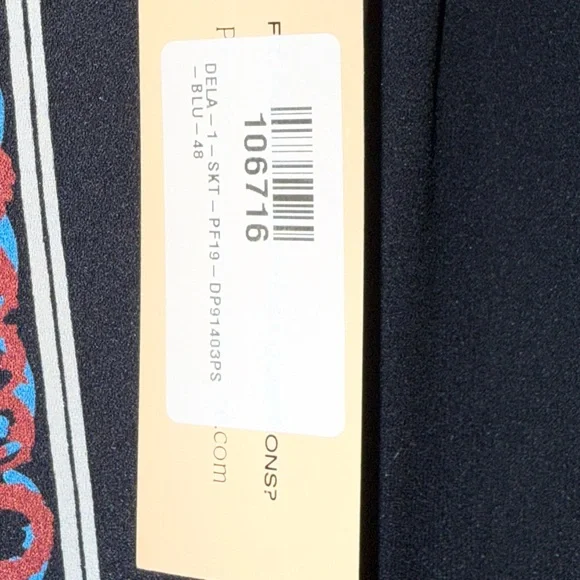 106716
DELA-1-SKT-PF19-DP91403PS
-BLU-48
ONS?
.com